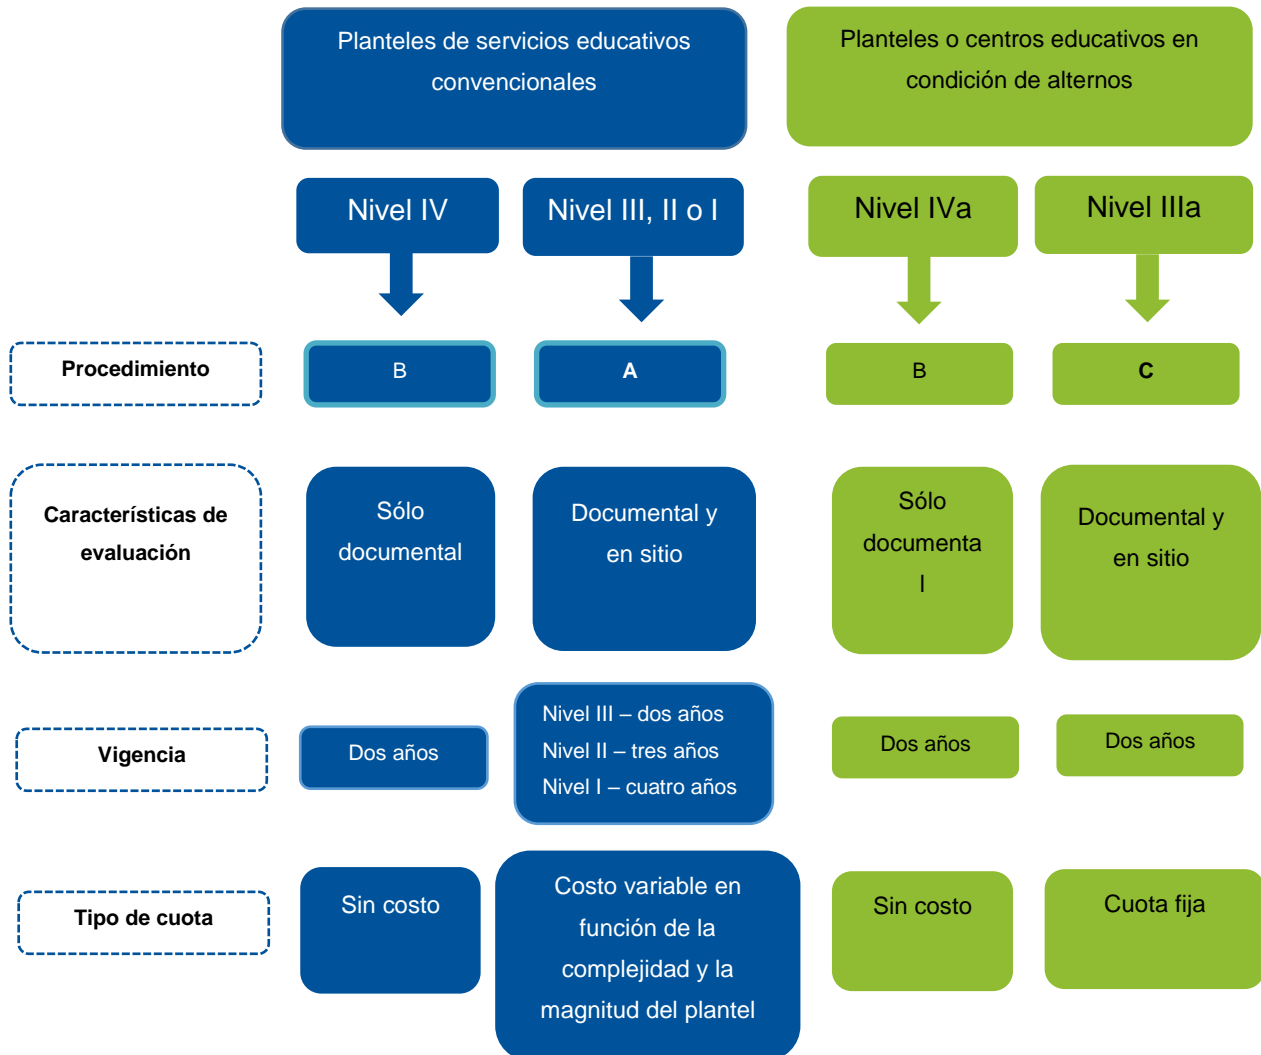 Planteles de servicios educativos
convencionales
Planteles o centros educativos en
condición de alternos
Nivel IV
Nivel III, II o I
Nivel IVa
Nivel IIIa
Procedimiento
B
A
B
C
Características de
evaluación
Sólo
documental
Documental y
en sitio
Sólo
documenta
l
Documental y
en sitio
Vigencia
Dos años
Nivel III – dos años
Nivel II – tres años
Nivel I – cuatro años
Dos años
Dos años
Tipo de cuota
Sin costo
Costo variable en
función de la
complejidad y la
magnitud del plantel
Sin costo
Cuota fija